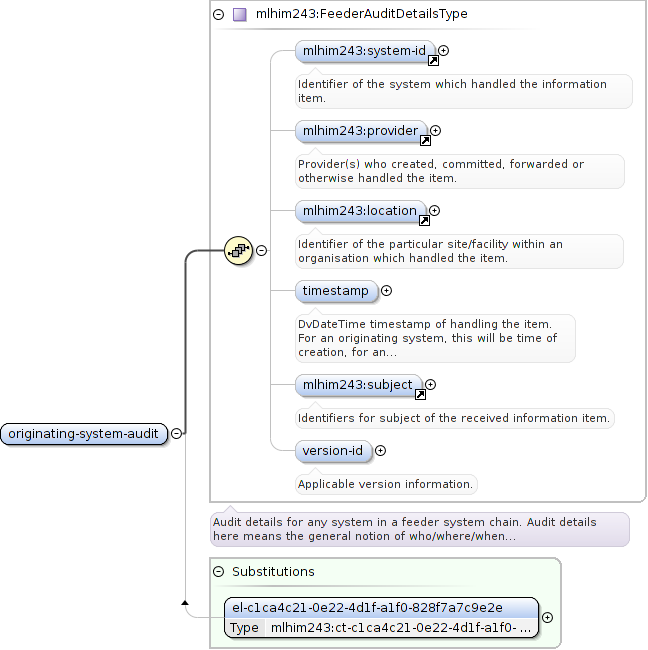 mlhim243:FeederAuditDetailsType
mlhim243:system-id
Identifier of the system which handled the information
item.
mlhim243:provider
Provider(s) who created, committed, forwarded or
otherwise handled the item.
mlhim243:location
Identifier of the particular site/facility within an
organisation which handled the item.
timestamp
DvDateTime timestamp of handling the item.
For an originating system, this will be time of
creation, for an...
mlhim243:subject
Identifiers for subject of the received information item.
originating-system-audit
version-id
Applicable version information.
Audit details for any system in a feeder system chain. Audit details
here means the general notion of who/where/when...
Substitutions
el-c1ca4c21-0e22-4d1f-a1f0-828f7a7c9e2e
Type mlhim243:ct-c1ca4c21-0e22-4d1f-a1f0- ...